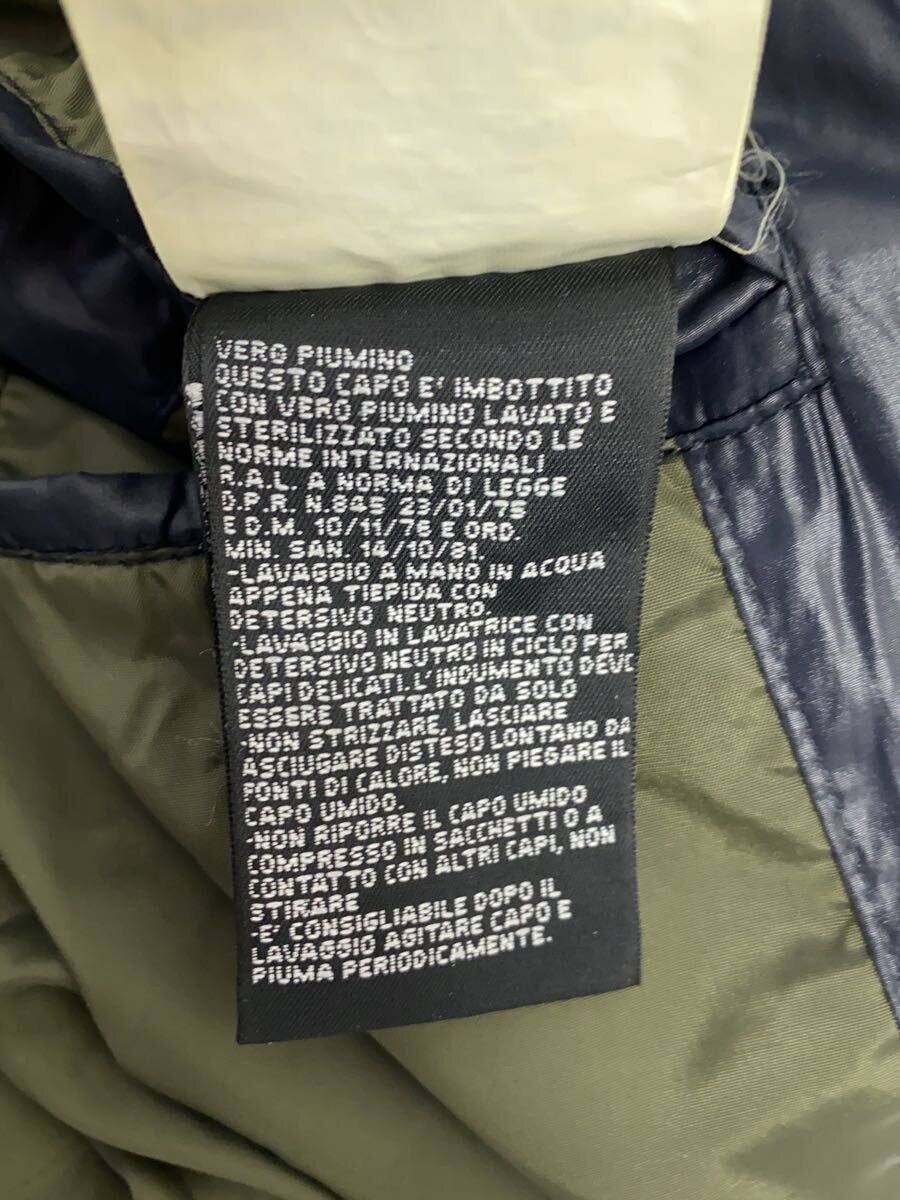 VERO PIUMINO
QUESTO CAPO E' IMBOTTITO
CON VERO PIUMINO LAVATO E
STERILIZZATO SECONDO LE
NORME INTERNAZIONALI
R.A.L. A NORMA DI LEGGE
D.P.R. N.845 23/01/75
E D.M. 10/11/76 E ORD.
MIN. SAN. 14/10/81.
-LAVAGGIO A MANO IN ACQUA
APPENA TIEPIDA CON
DETERSIVO NEUTRO.
-LAVAGGIO IN LAVATRICE CON
DETERSIVO NEUTRO IN CICLO PER
CAPI DELICATI. L'INDUMENTO DEVE
ESSERE TRATTATO DA SOLO
-NON STRIZZARE, LASCIARE
ASCIUGARE DISTESO LONTANO DA
FONTI DI CALORE, NON PIEGARE IL
CAPO UMIDO.
-NON RIPORRE IL CAPO UMIDO
COMPRESSO IN SACCHETTI O A
CONTATTO CON ALTRI CAPI, NON
STIRARE
-E' CONSIGLIABILE DOPO IL
LAVAGGIO AGITARE CAPO E
PIUMA PERIODICAMENTE.